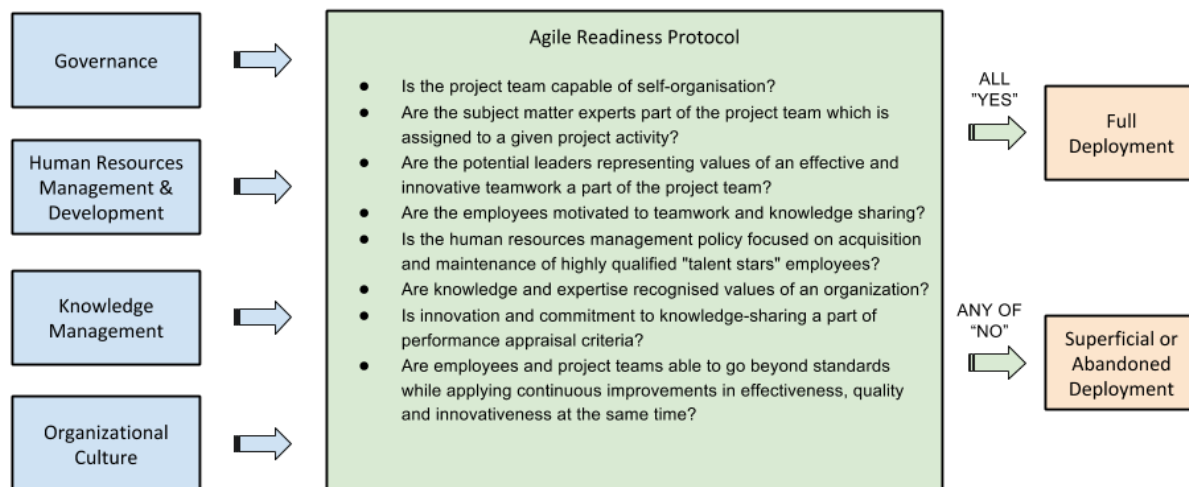 Governance
Human Resources
Management &
Development
Knowledge
Management
Organizational
Culture
Agile Readiness Protocol
● Is the project team capable of self-organisation?
● Are the subject matter experts part of the project team which is
assigned to a given project activity?
● Are the potential leaders representing values of an effective and
innovative teamwork a part of the project team?
● Are the employees motivated to teamwork and knowledge sharing?
● Is the human resources management policy focused on acquisition
and maintenance of highly qualified "talent stars" employees?
● Are knowledge and expertise recognised values of an organization?
● Is innovation and commitment to knowledge-sharing a part of
performance appraisal criteria?
● Are employees and project teams able to go beyond standards
while applying continuous improvements in effectiveness, quality
and innovativeness at the same time?
ALL
"YES"
Full
Deployment
ANY OF
“NO”
Superficial or
Abandoned
Deployment